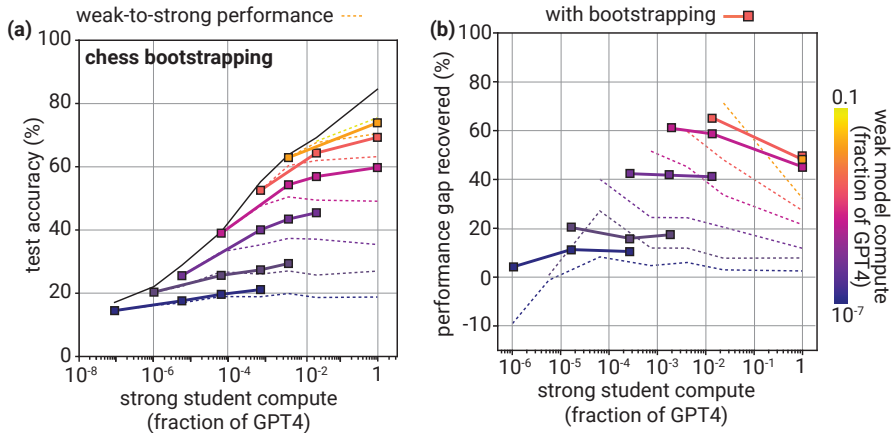 weak-to-strong performance
with bootstrapping
(a)
chess bootstrapping
test accuracy (%)
100
80
60
40
20
0
10⁻⁸
10⁻⁶
10⁻⁴
10⁻²
1
strong student compute
(fraction of GPT4)
(b)
performance gap recovered (%)
100
80
60
40
20
0
-10
10⁻⁶
10⁻⁵
10⁻⁴
10⁻³
10⁻²
10⁻¹
1
strong student compute
(fraction of GPT4)
0.1
10⁻⁷
weak model compute
(fraction of GPT4)